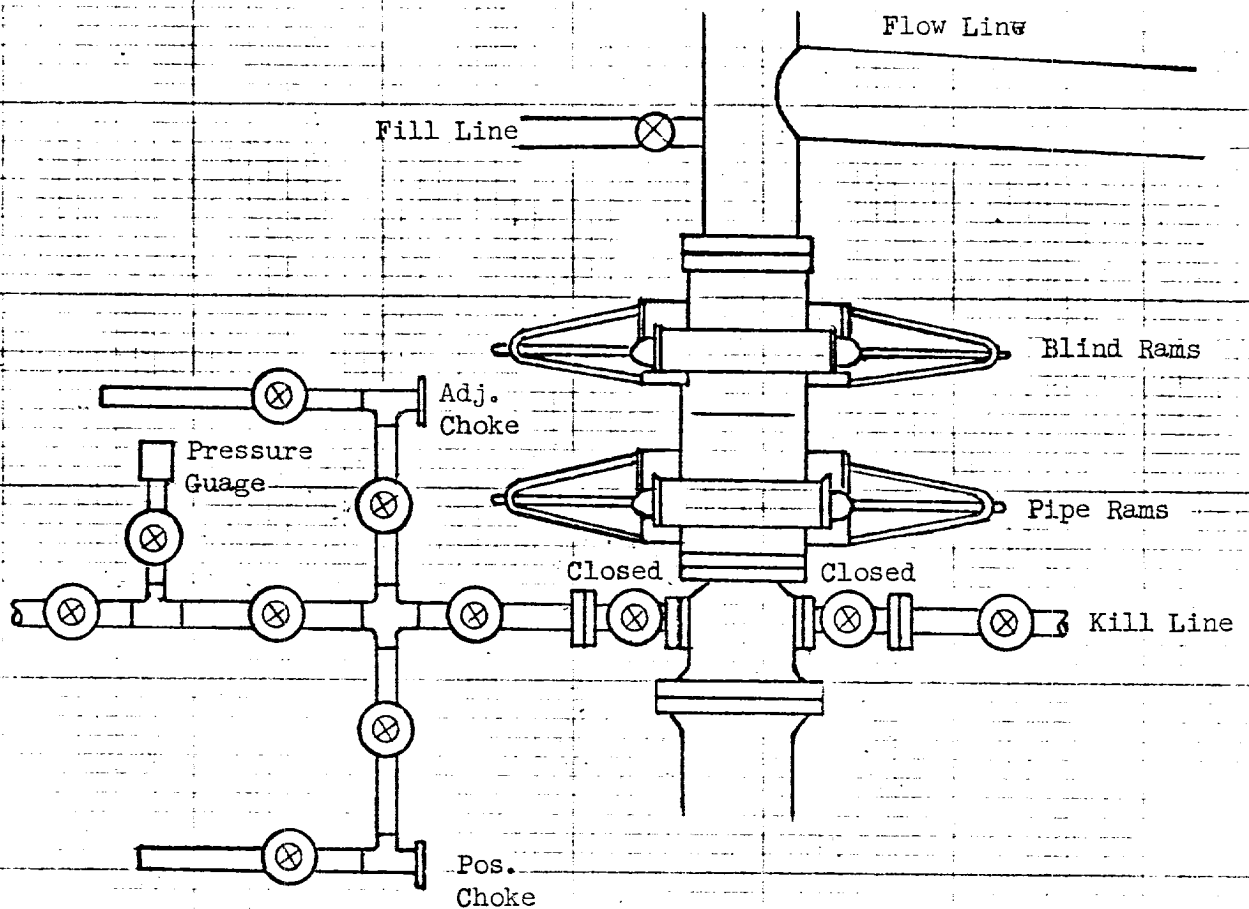 Flow Line
Fill Line
Blind Rams
Adj.
Choke
Pressure
Guage
Pipe Rams
Closed
Closed
Kill Line
Pos.
Choke